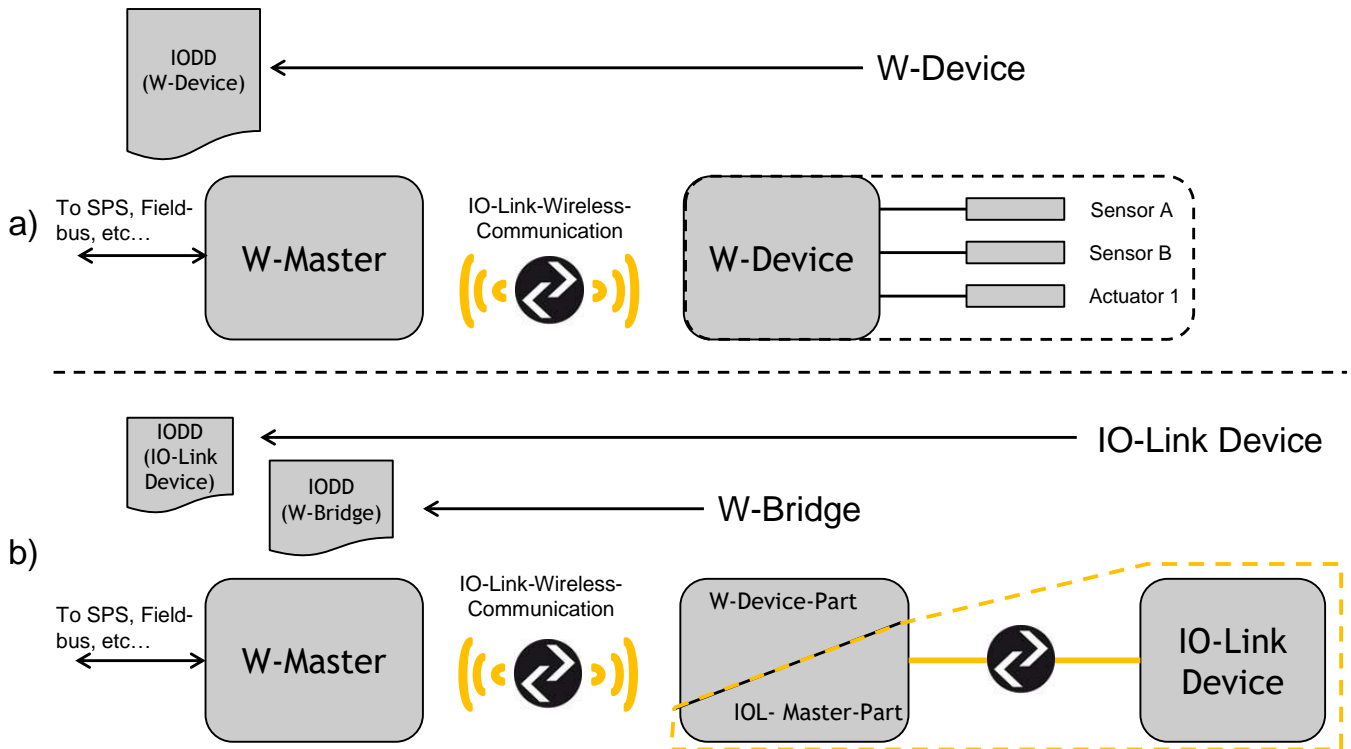 IODD
(W-Device)
W-Device
a)
To SPS, Field-
bus, etc…
W-Master
IO-Link-Wireless-
Communication
W-Device
Sensor A
Sensor B
Actuator 1
IODD
(IO-Link
Device)
IO-Link Device
IODD
(W-Bridge)
W-Bridge
b)
To SPS, Field-
bus, etc…
W-Master
IO-Link-Wireless-
Communication
W-Device-Part
IOL- Master-Part
IO-Link
Device